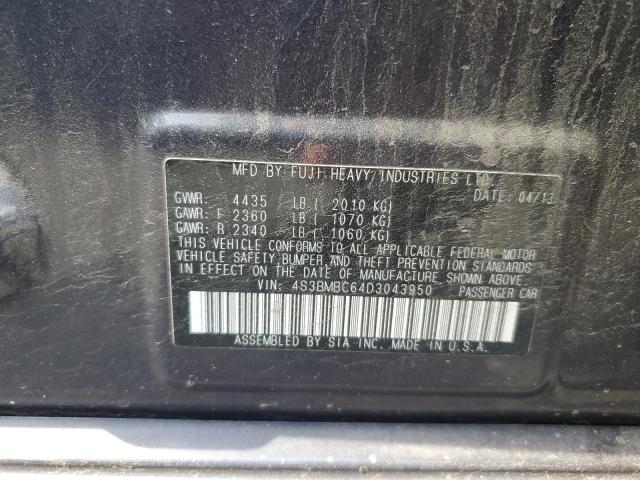 MFD BY FUJI HEAVY INDUSTRIES LTD.
DATE: 04/13
GVWR: 4435 LB ( 2010 KG)
GAWR: F 2360 LB ( 1070 KG)
GAWR: R 2340 LB ( 1060 KG)
THIS VEHICLE CONFORMS TO ALL APPLICABLE FEDERAL MOTOR
VEHICLE SAFETY, BUMPER AND THEFT PREVENTION STANDARDS
IN EFFECT ON THE DATE OF MANUFACTURE SHOWN ABOVE.
VIN: 4S3BMBC64D3043950 PASSENGER CAR
ASSEMBLED BY SIA INC. MADE IN U.S.A.